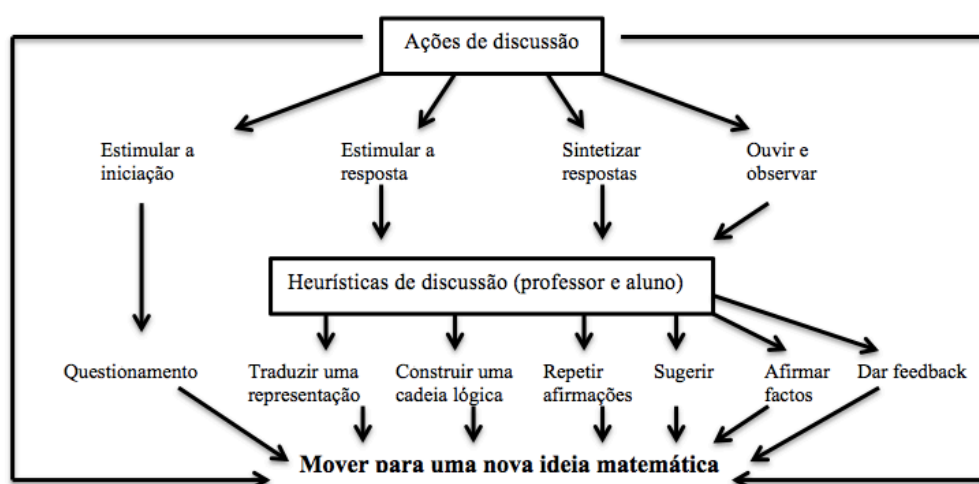 Ações de discussão
Estimular a
iniciação
Estimular a
resposta
Sintetizar
respostas
Ouvir e
observar
Heurísticas de discussão (professor e aluno)
Questionamento
Traduzir uma
representação
Construir uma
cadeia lógica
Repetir
afirmações
Sugerir
Afirmar
factos
Dar feedback
Mover para uma nova ideia matemática